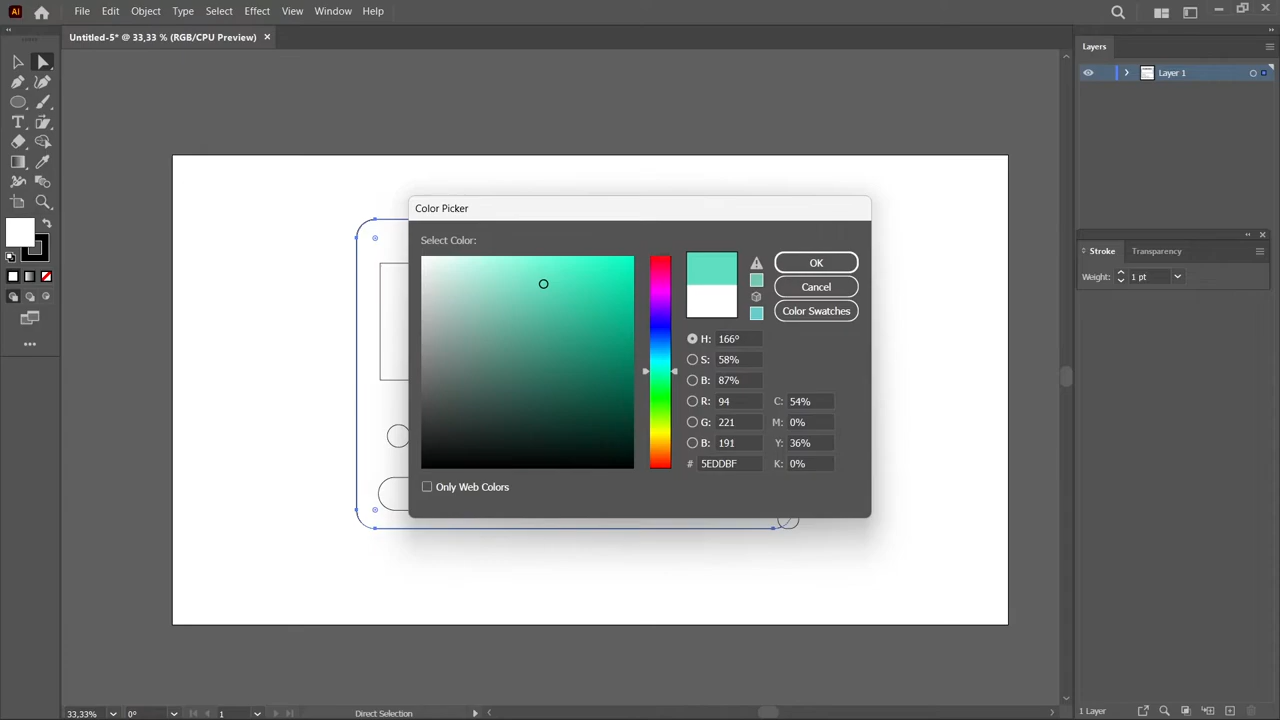 Ai File Edit Object Type Select Effect View Window Help
Untitled-5* @ 33,33 % (RGB/CPU Preview) ×
Layers
Layer 1
Color Picker
Select Color:
OK
Cancel
Color Swatches
H: 166°
S: 58%
B: 87%
R: 94 C: 54%
G: 221 M: 0%
B: 191 Y: 36%
# 5EDDBF K: 0%
Only Web Colors
Stroke Transparency
Weight: 1 pt
33,33% 0° 1 Direct Selection
1 Layer